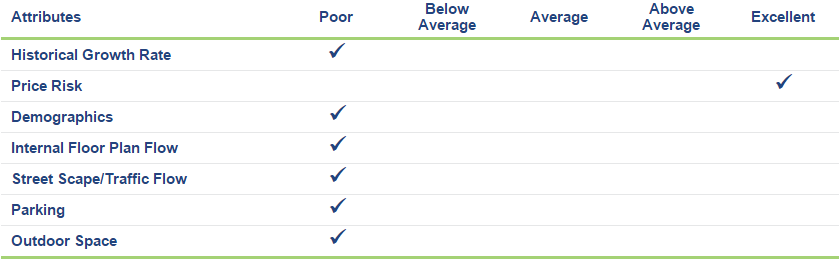 Attributes Poor Below Average Average Above Average Excellent
Historical Growth Rate ✓
Price Risk ✓
Demographics ✓
Internal Floor Plan Flow ✓
Street Scape/Traffic Flow ✓
Parking ✓
Outdoor Space ✓